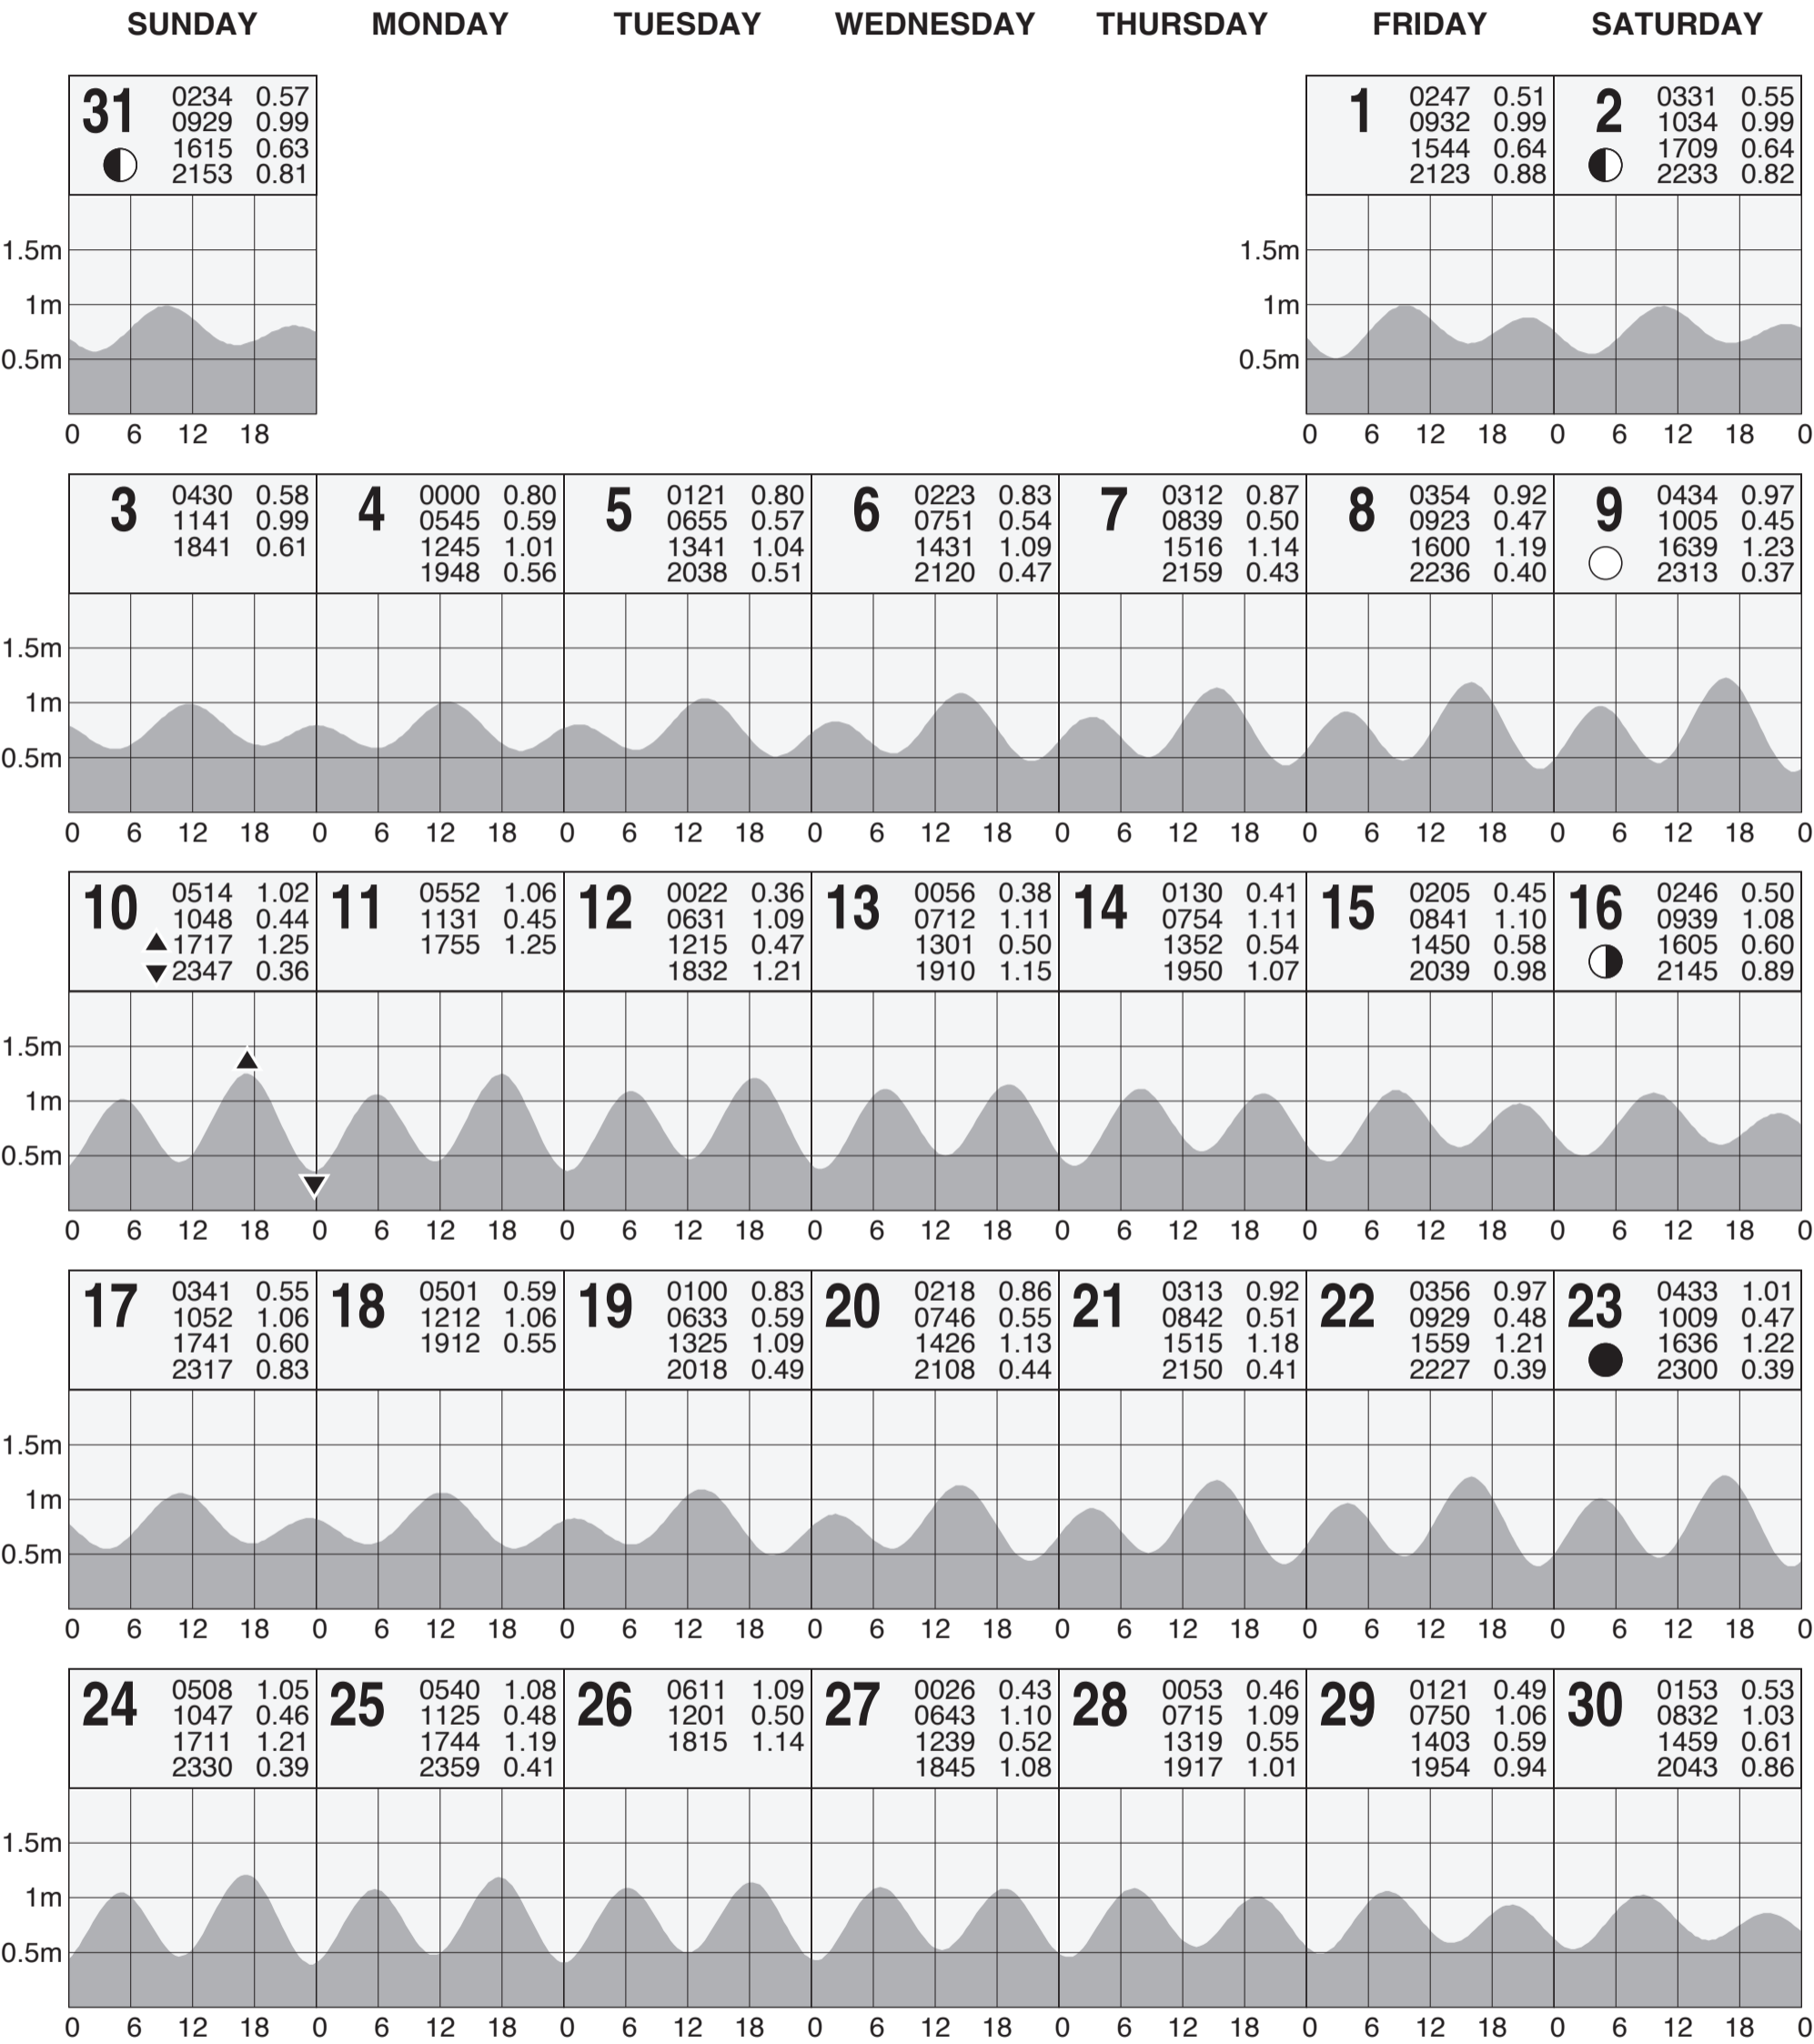 SUNDAY MONDAY TUESDAY WEDNESDAY THURSDAY FRIDAY SATURDAY
31 0234 0.57
0929 0.99
1615 0.63
2153 0.81
1 0247 0.51
0932 0.99
1544 0.64
2123 0.88
2 0331 0.55
1034 0.99
1709 0.64
2233 0.82
1.5m 1.5m
1m 1m
0.5m 0.5m
0 6 12 18 0 6 12 18 0 6 12 18 0
3 0430 0.58
1141 0.99
1841 0.61
4 0000 0.80
0545 0.59
1245 1.01
1948 0.56
5 0121 0.80
0655 0.57
1341 1.04
2038 0.51
6 0223 0.83
0751 0.54
1431 1.09
2120 0.47
7 0312 0.87
0839 0.50
1516 1.14
2159 0.43
8 0354 0.92
0923 0.47
1600 1.19
2236 0.40
9 0434 0.97
1005 0.45
1639 1.23
2313 0.37
1.5m
1m
0.5m
0 6 12 18 0 6 12 18 0 6 12 18 0 6 12 18 0 6 12 18 0 6 12 18 0 6 12 18 0
10 0514 1.02
1048 0.44
1717 1.25
2347 0.36
11 0552 1.06
1131 0.45
1755 1.25
12 0022 0.36
0631 1.09
1215 0.47
1832 1.21
13 0056 0.38
0712 1.11
1301 0.50
1910 1.15
14 0130 0.41
0754 1.11
1352 0.54
1950 1.07
15 0205 0.45
0841 1.10
1450 0.58
2039 0.98
16 0246 0.50
0939 1.08
1605 0.60
2145 0.89
1.5m
1m
0.5m
0 6 12 18 0 6 12 18 0 6 12 18 0 6 12 18 0 6 12 18 0 6 12 18 0 6 12 18 0
17 0341 0.55
1052 1.06
1741 0.60
2317 0.83
18 0501 0.59
1212 1.06
1912 0.55
19 0100 0.83
0633 0.59
1325 1.09
2018 0.49
20 0218 0.86
0746 0.55
1426 1.13
2108 0.44
21 0313 0.92
0842 0.51
1515 1.18
2150 0.41
22 0356 0.97
0929 0.48
1559 1.21
2227 0.39
23 0433 1.01
1009 0.47
1636 1.22
2300 0.39
1.5m
1m
0.5m
0 6 12 18 0 6 12 18 0 6 12 18 0 6 12 18 0 6 12 18 0 6 12 18 0 6 12 18 0
24 0508 1.05
1047 0.46
1711 1.21
2330 0.39
25 0540 1.08
1125 0.48
1744 1.19
2359 0.41
26 0611 1.09
1201 0.50
1815 1.14
27 0026 0.43
0643 1.10
1239 0.52
1845 1.08
28 0053 0.46
0715 1.09
1319 0.55
1917 1.01
29 0121 0.49
0750 1.06
1403 0.59
1954 0.94
30 0153 0.53
0832 1.03
1459 0.61
2043 0.86
1.5m
1m
0.5m
0 6 12 18 0 6 12 18 0 6 12 18 0 6 12 18 0 6 12 18 0 6 12 18 0 6 12 18 0